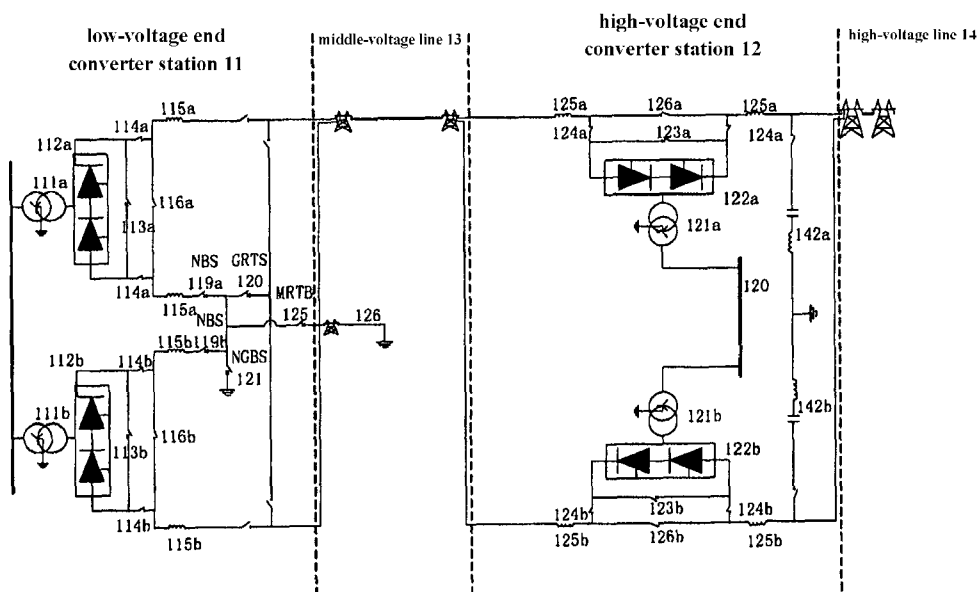 low-voltage end
converter station 11
middle-voltage line 13
high-voltage end
converter station 12
high-voltage line 14
115a
114a
112a
111a
113a
116a
114a
115a
NBS
119a
GRTS
120
MRTB
125
126
NBS
115b
119b
NGBS
121
112b
114b
111b
113b
116b
114b
115b
125a
126a
125a
124a
123a
124a
122a
121a
142a
120
121b
142b
122b
123b
124b
125b
126b
124b
125b